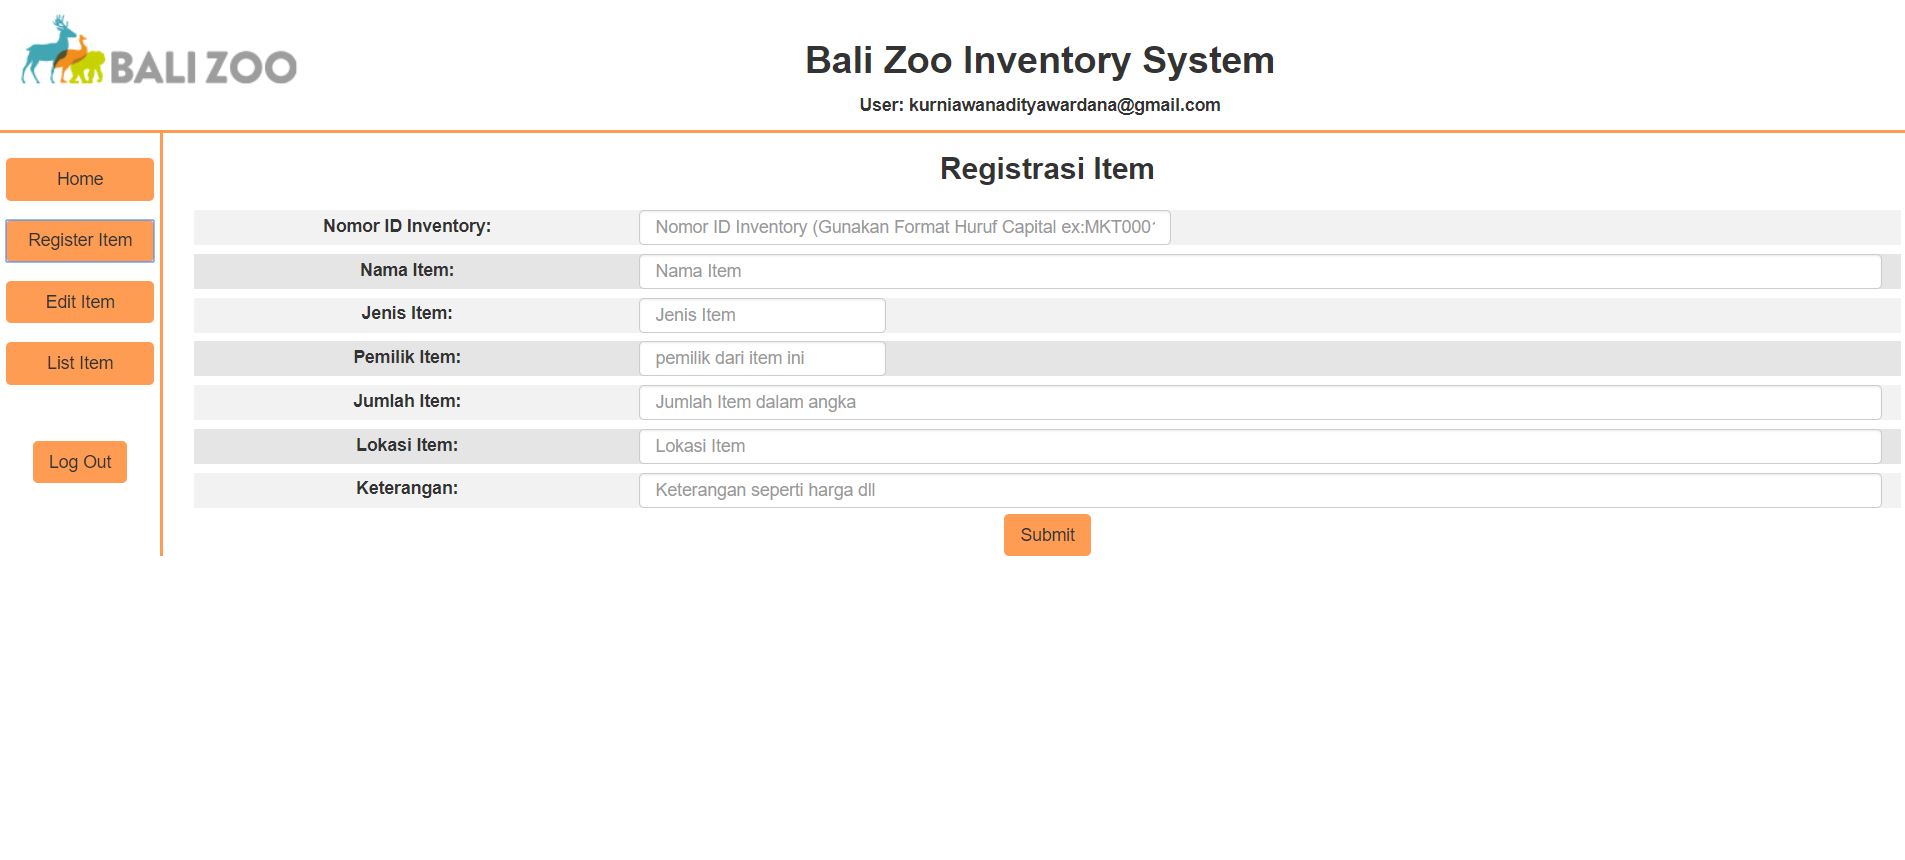 BALI ZOO
Bali Zoo Inventory System
User: kurniawanadityawardana@gmail.com
Home
Register Item
Edit Item
List Item
Log Out
Registrasi Item
Nomor ID Inventory: Nomor ID Inventory (Gunakan Format Huruf Capital ex:MKT0001
Nama Item: Nama Item
Jenis Item: Jenis Item
Pemilik Item: pemilik dari item ini
Jumlah Item: Jumlah Item dalam angka
Lokasi Item: Lokasi Item
Keterangan: Keterangan seperti harga dll
Submit